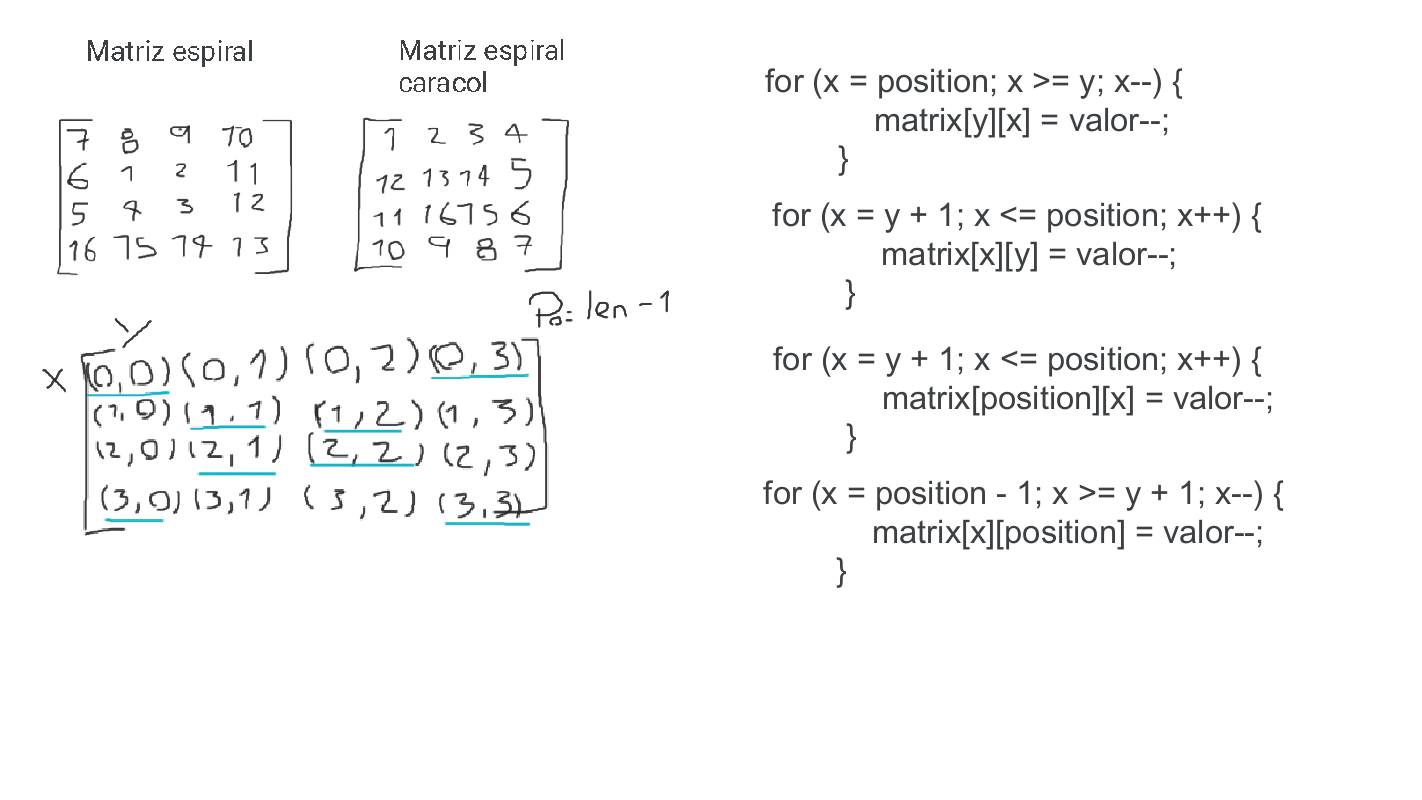 Matriz espiral
7 8 9 10
6 1 2 11
5 4 3 12
16 15 14 13
Matriz espiral
caracol
1 2 3 4
12 13 14 5
11 16 15 6
10 9 8 7
Po= len - 1
y
x (0,0) (0,1) (0,2) (0,3)
(1,0) (1,1) (1,2) (1,3)
(2,0) (2,1) (2,2) (2,3)
(3,0) (3,1) (3,2) (3,3)
for (x = position; x >= y; x--) {
matrix[y][x] = valor--;
}
for (x = y + 1; x <= position; x++) {
matrix[x][y] = valor--;
}
for (x = y + 1; x <= position; x++) {
matrix[position][x] = valor--;
}
for (x = position - 1; x >= y + 1; x--) {
matrix[x][position] = valor--;
}